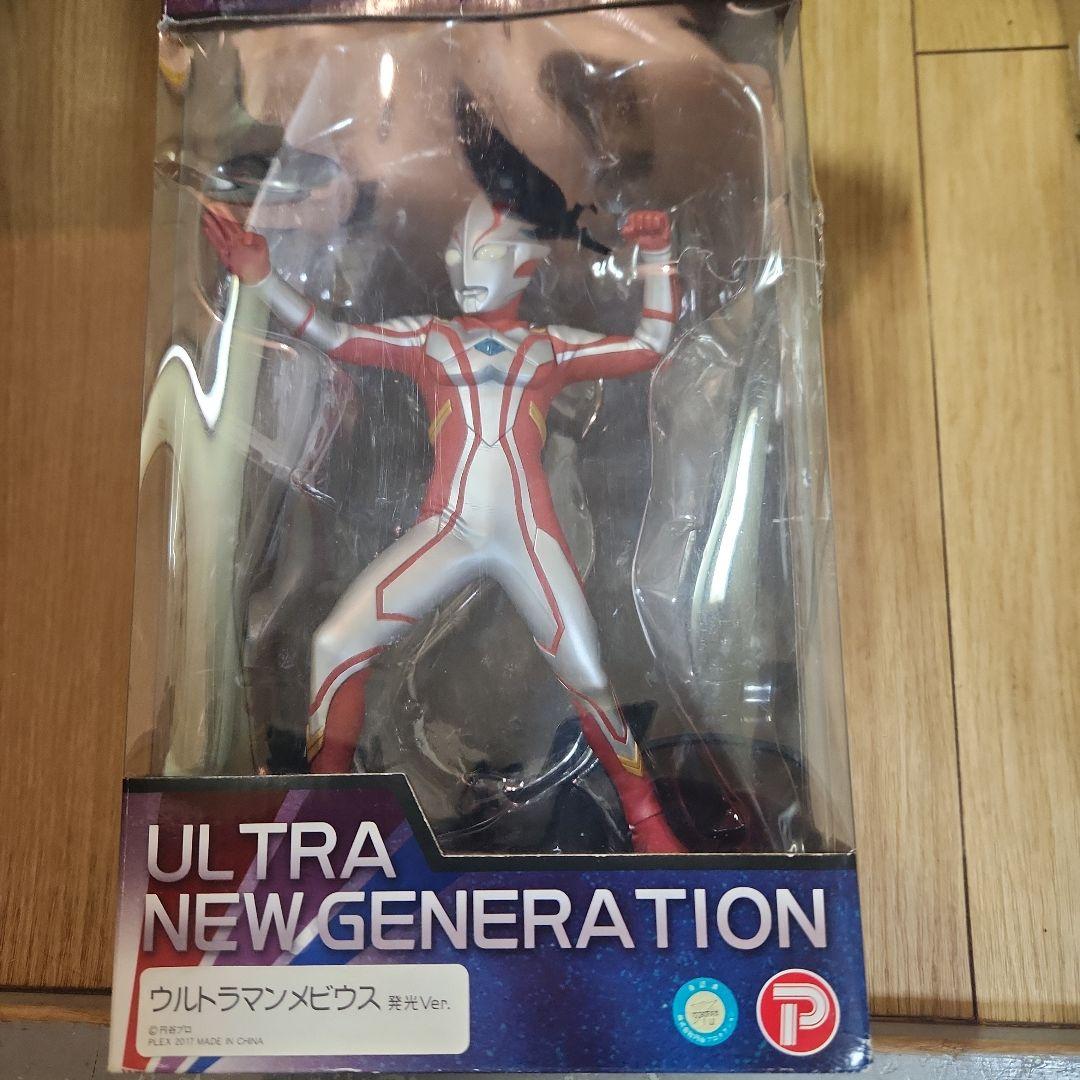 ULTRA
NEW GENERATION
ウルトラマンメビウス 発光Ver.
©円谷プロ
PLEX 2017 MADE IN CHINA
P